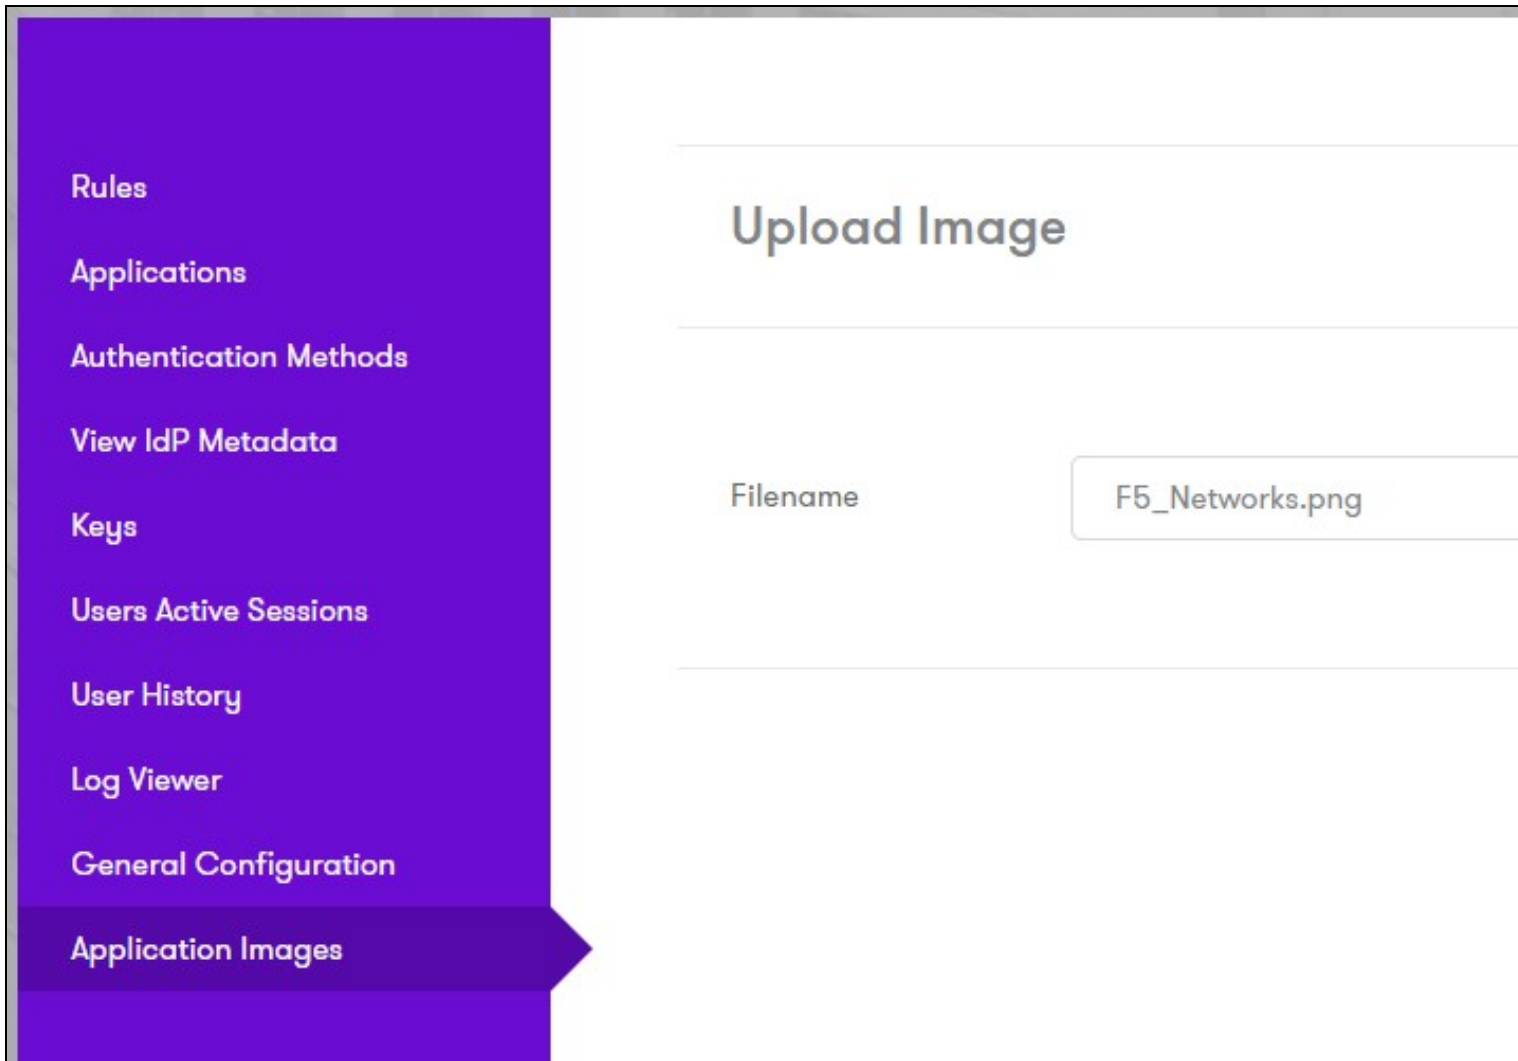 Rules
Applications
Authentication Methods
View IdP Metadata
Keys
Users Active Sessions
User History
Log Viewer
General Configuration
Application Images
Upload Image
Filename
F5_Networks.png